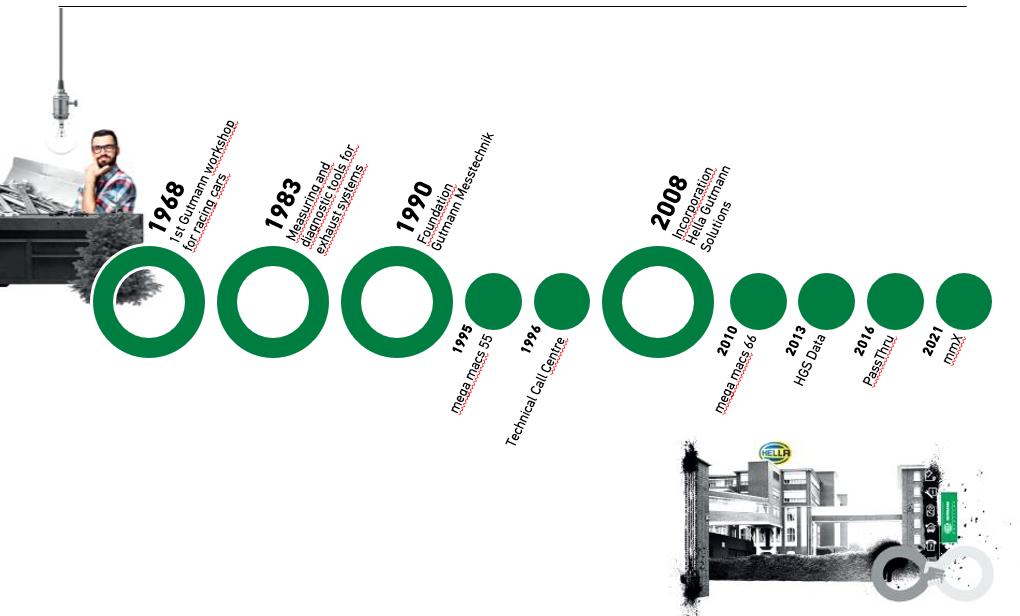 1968
1st Gutmann workshop
for racing cars
1983
Measuring and
diagnostic tools for
exhaust systems
1990
Foundation
Gutmann Messtechnik
1995
mega macs 55
1996
Technical Call Centre
2008
Incorporation
Hella Gutmann
Solutions
2010
mega macs 66
2013
HGS Data
2016
PassThru
2021
mmX
HELLA